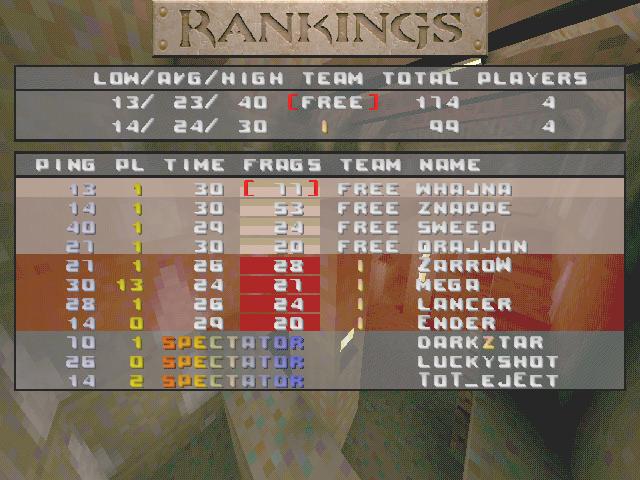 RANKINGS
LOW/AVG/HIGH TEAM TOTAL PLAYERS
13/ 23/ 40 [FREE] 174 4
14/ 24/ 30 1 99 4
PING PL TIME FRAGS TEAM NAME
13 1 30 [ 77] FREE WHAJNA
14 1 30 53 FREE ZNAPPE
40 1 29 24 FREE SWEEP
27 1 30 20 FREE QRAJJON
27 1 26 28 1 ZARROW
30 13 24 27 1 MEGA
28 1 26 24 1 LANCER
14 0 29 20 1 ENDER
70 1 SPECTATOR DARKZTAR
26 0 SPECTATOR LUCKYSHOT
14 2 SPECTATOR TOT_EJECT